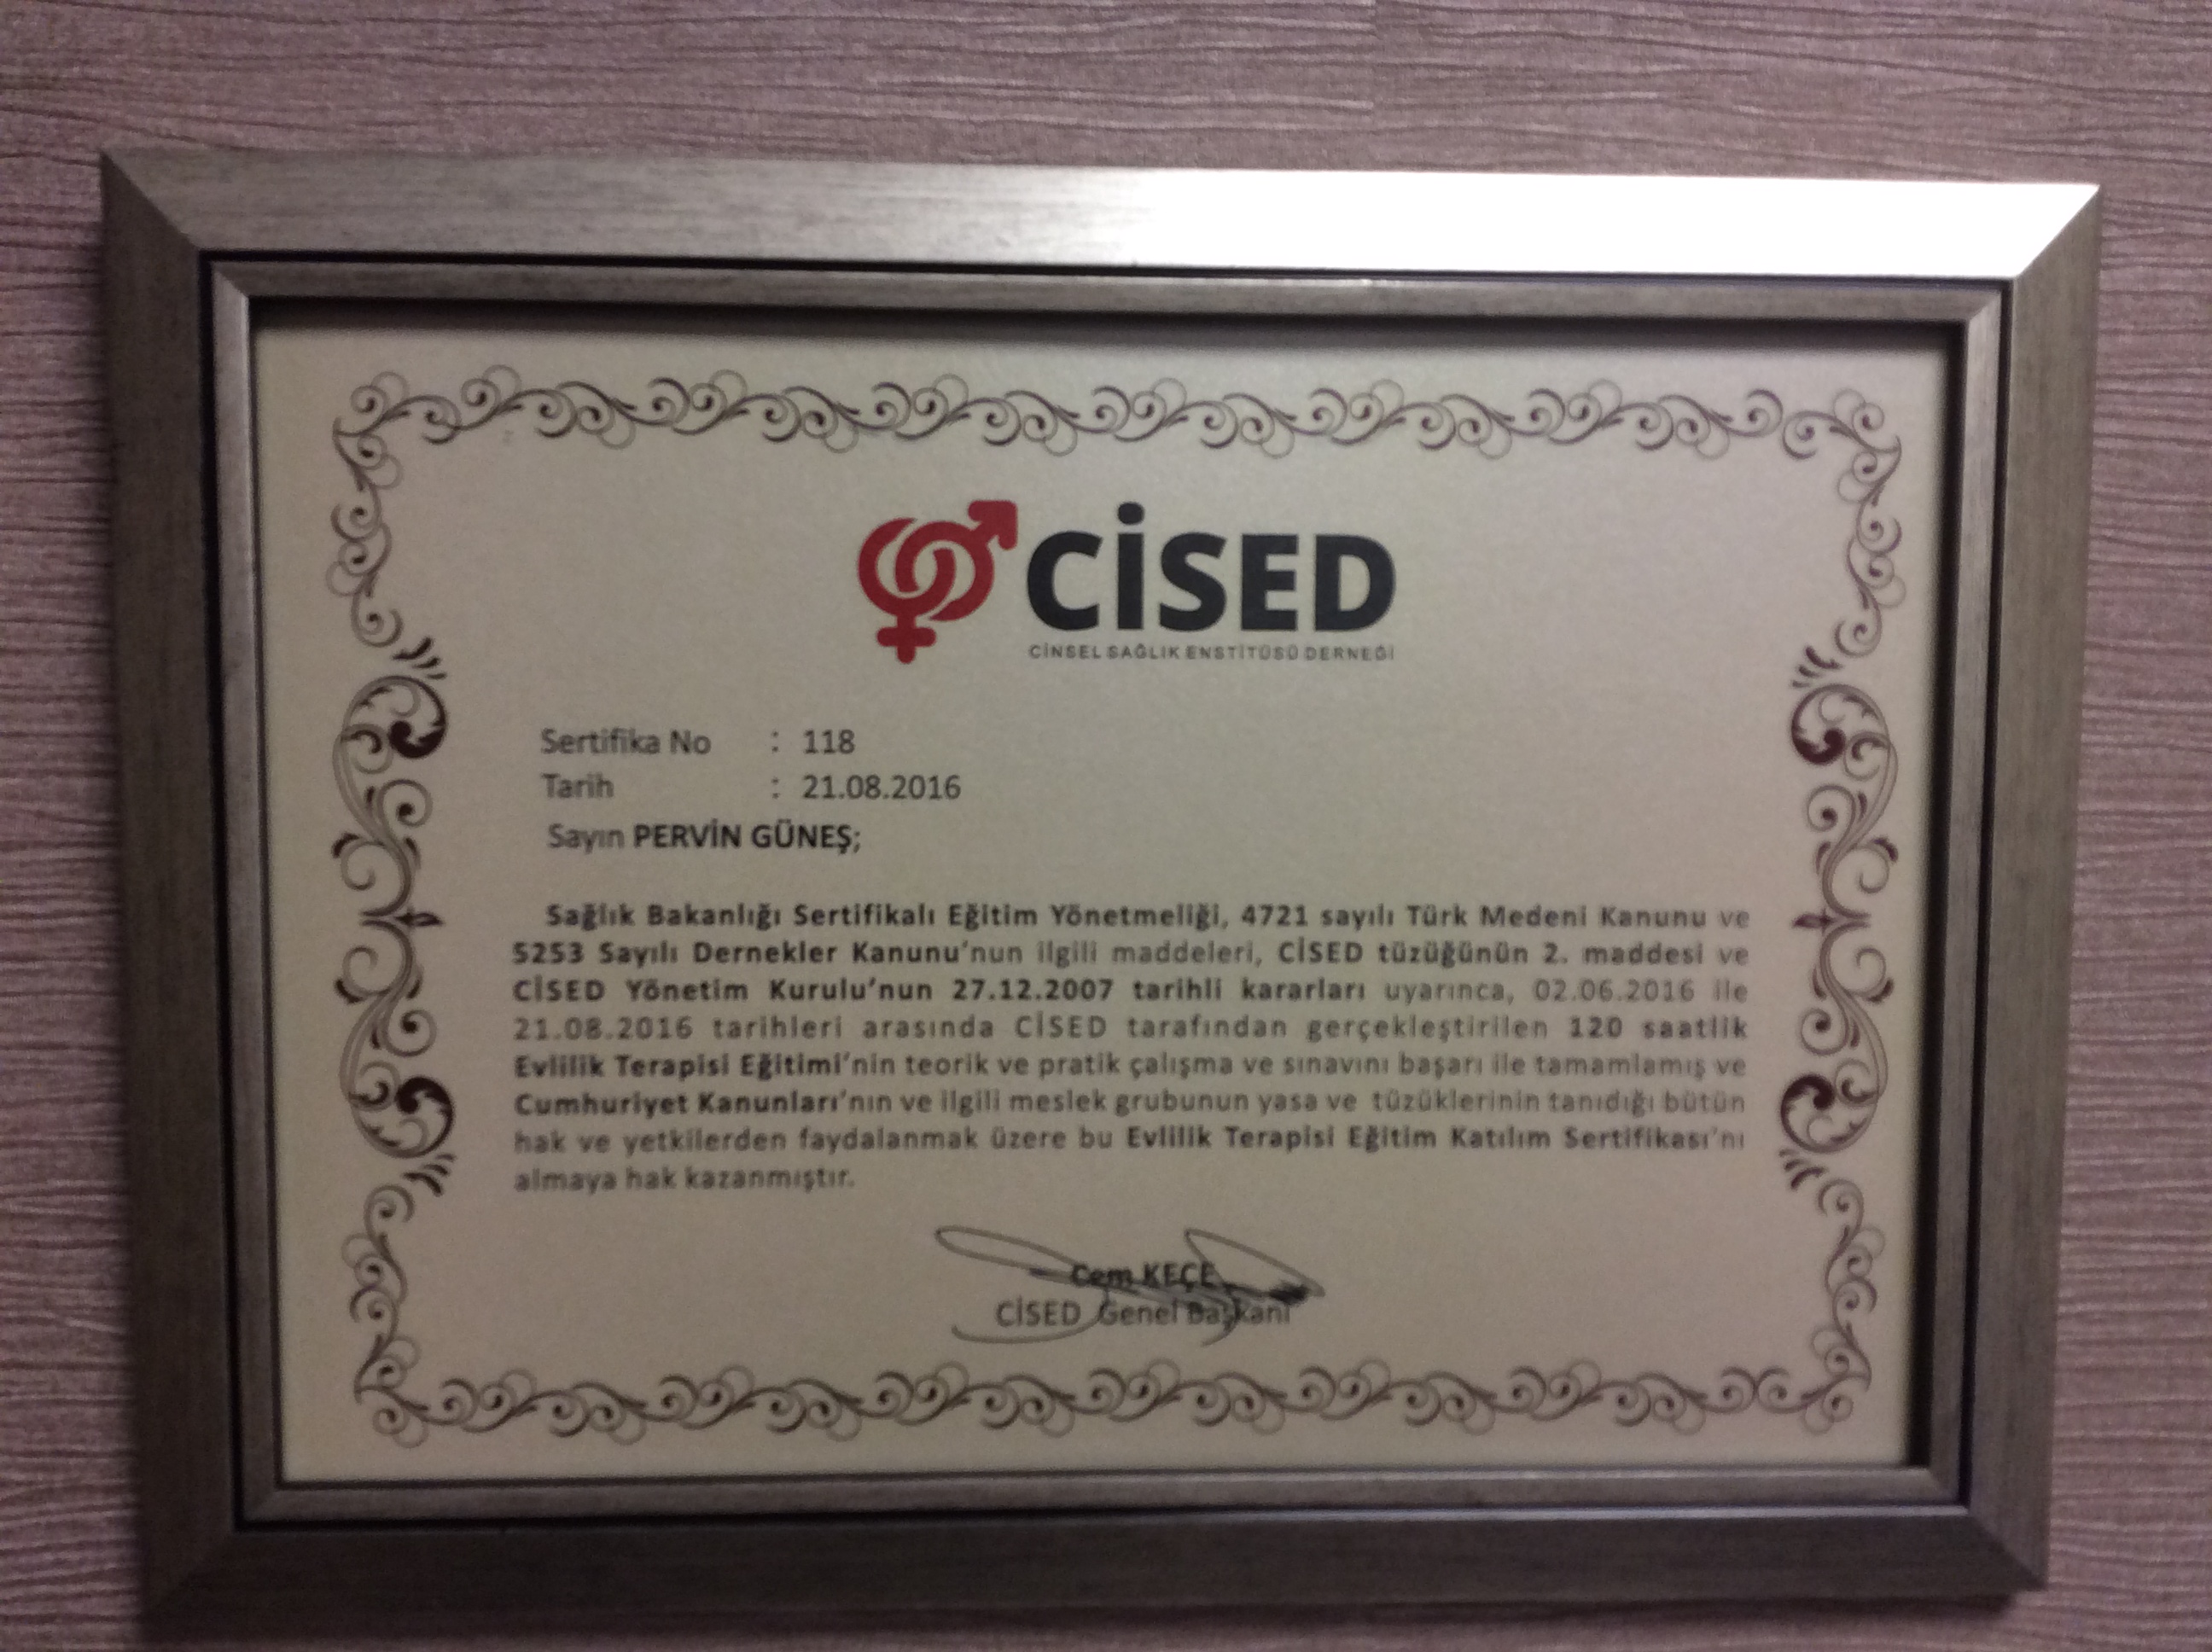 CİSED
CİNSEL SAĞLIK ENSTİTÜSÜ DERNEĞİ
Sertifika No : 118
Tarih : 21.08.2016
Sayın PERVİN GÜNEŞ;
Sağlık Bakanlığı Sertifikalı Eğitim Yönetmeliği, 4721 sayılı Türk Medeni Kanunu ve
5253 Sayılı Dernekler Kanunu'nun ilgili maddeleri, CİSED tüzüğünün 2. maddesi ve
CİSED Yönetim Kurulu'nun 27.12.2007 tarihli kararları uyarınca, 02.06.2016 ile
21.08.2016 tarihleri arasında CİSED tarafından gerçekleştirilen 120 saatlik
Evlilik Terapisi Eğitimi'nin teorik ve pratik çalışma ve sınavını başarı ile tamamlamış ve
Cumhuriyet Kanunları'nın ve ilgili meslek grubunun yasa ve tüzüklerinin tanıdığı bütün
hak ve yetkilerden faydalanmak üzere bu Evlilik Terapisi Eğitim Katılım Sertifikası'nı
almaya hak kazanmıştır.
Cem KEÇE
CİSED Genel Başkanı